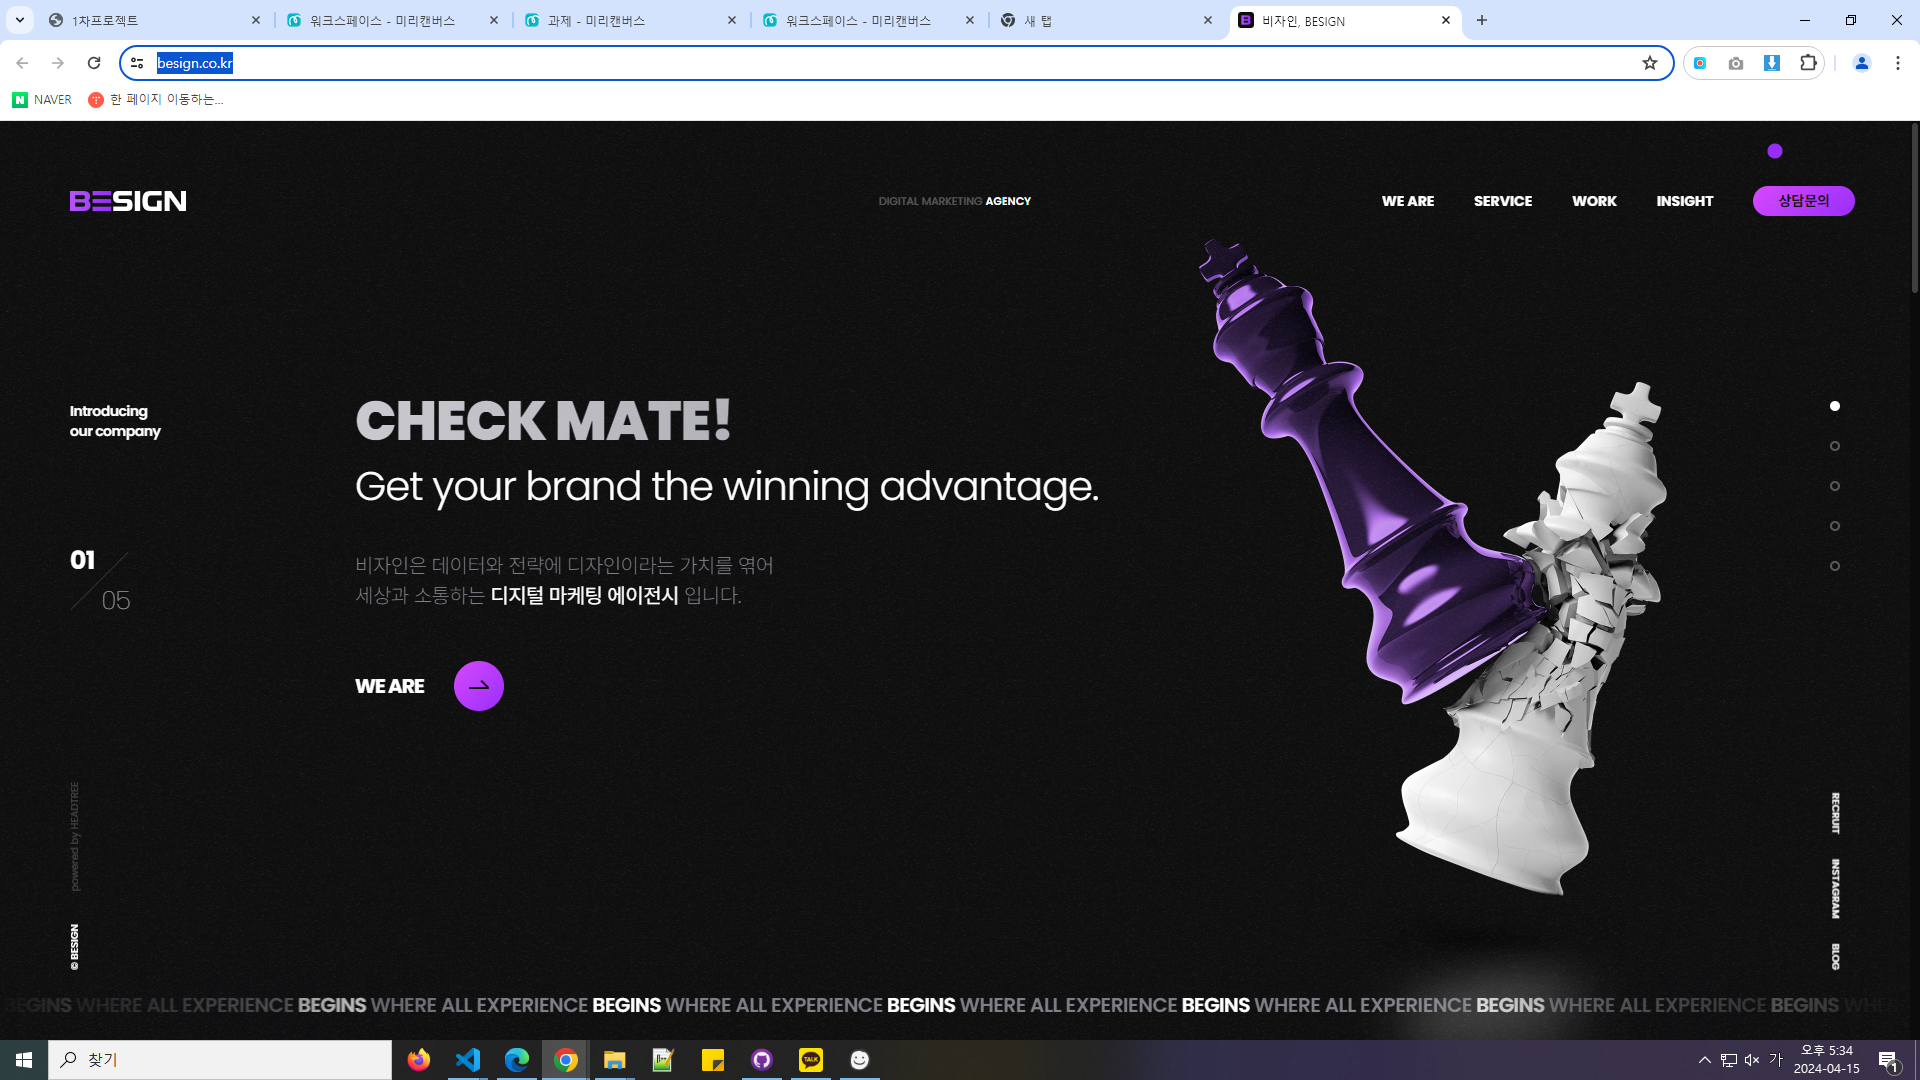 1차프로젝트
워크스페이스 - 미리캔버스
과제 - 미리캔버스
워크스페이스 - 미리캔버스
새 탭
비자인, BESIGN
besign.co.kr
NAVER
한 페이지 이동하는...
BESIGN
DIGITAL MARKETING AGENCY
WE ARE
SERVICE
WORK
INSIGHT
상담문의
Introducing
our company
CHECK MATE!
Get your brand the winning advantage.
01
05
비자인은 데이터와 전략에 디자인이라는 가치를 엮어
세상과 소통하는 디지털 마케팅 에이전시 입니다.
WE ARE
powered by HEADTREE
© BESIGN
RECRUIT
INSTAGRAM
BLOG
BEGINS WHERE ALL EXPERIENCE BEGINS WHERE ALL EXPERIENCE BEGINS WHERE ALL EXPERIENCE BEGINS WHERE ALL EXPERIENCE BEGINS WHERE ALL EXPERIENCE BEGINS WHERE ALL EXPERIENCE BEGINS WHERE
찾기
TALK
가
오후 5:34
2024-04-15
1